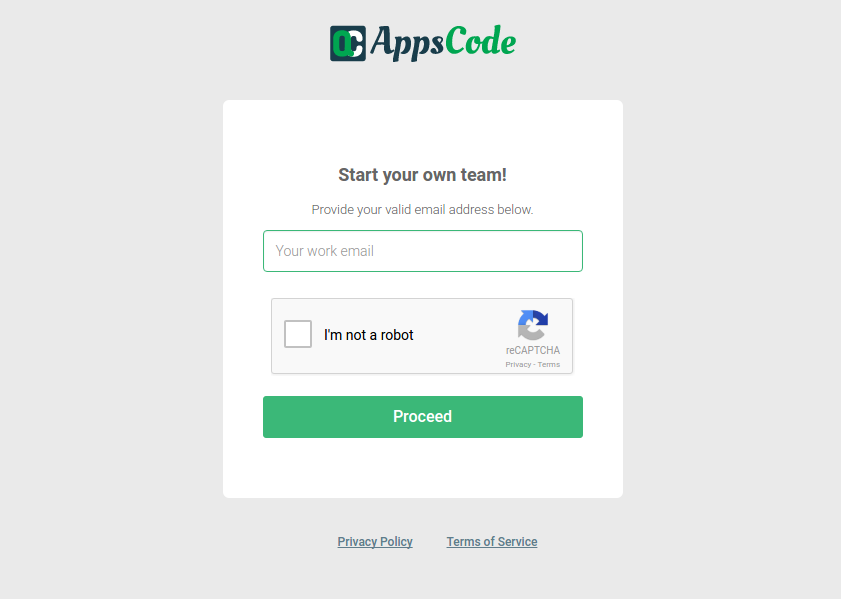 AppsCode
Start your own team!
Provide your valid email address below.
Your work email
I'm not a robot
reCAPTCHA
Privacy - Terms
Proceed
Privacy Policy Terms of Service